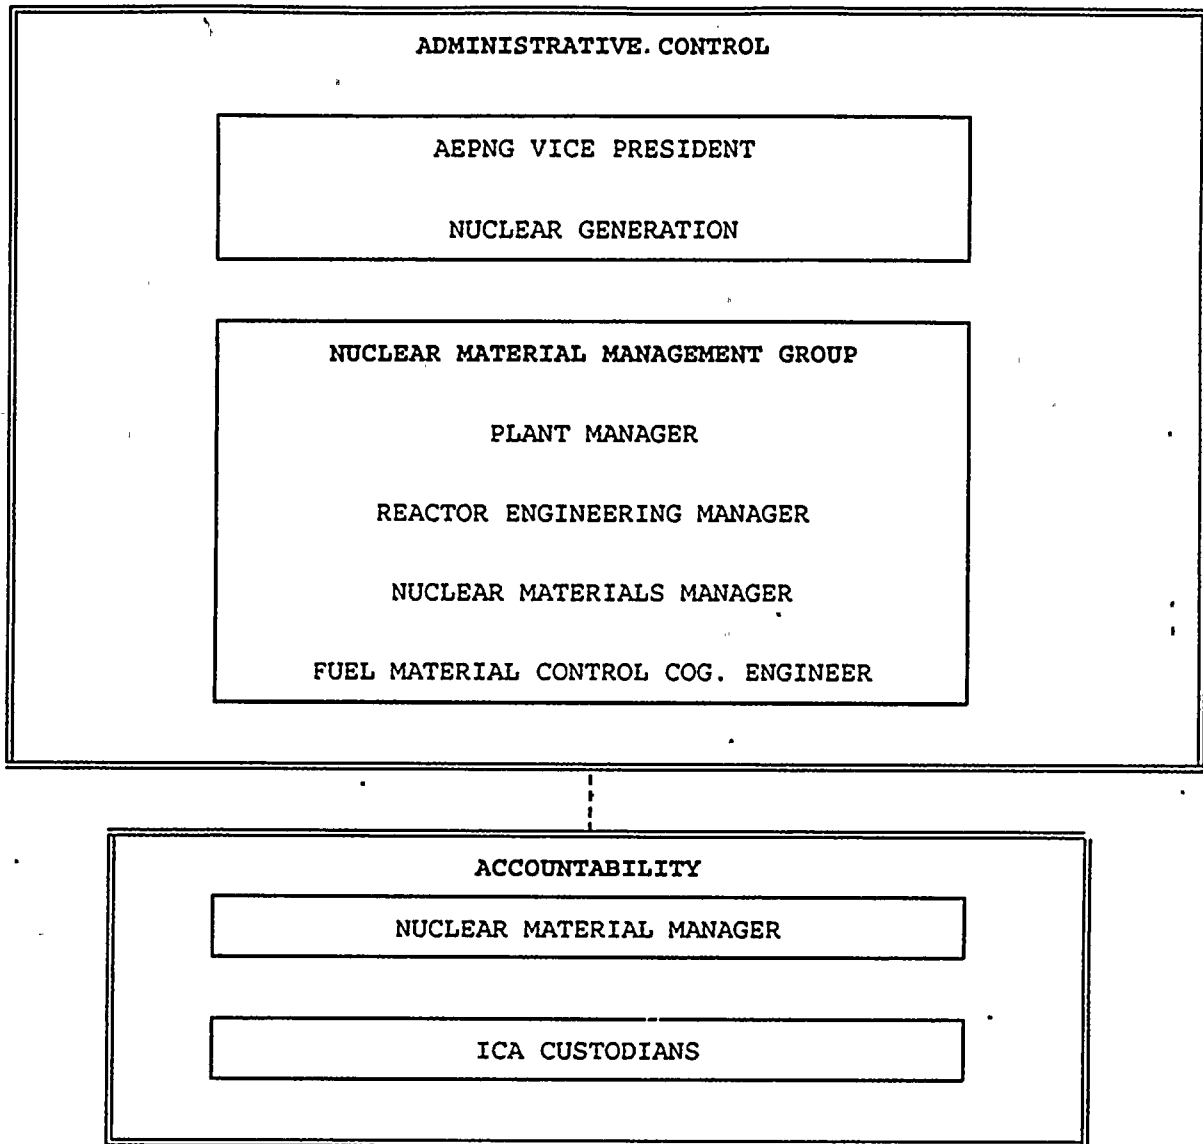 ADMINISTRATIVE. CONTROL
AEPNG VICE PRESIDENT
NUCLEAR GENERATION
NUCLEAR MATERIAL MANAGEMENT GROUP
PLANT MANAGER
REACTOR ENGINEERING MANAGER
NUCLEAR MATERIALS MANAGER
FUEL MATERIAL CONTROL COG. ENGINEER
ACCOUNTABILITY
NUCLEAR MATERIAL MANAGER
ICA CUSTODIANS